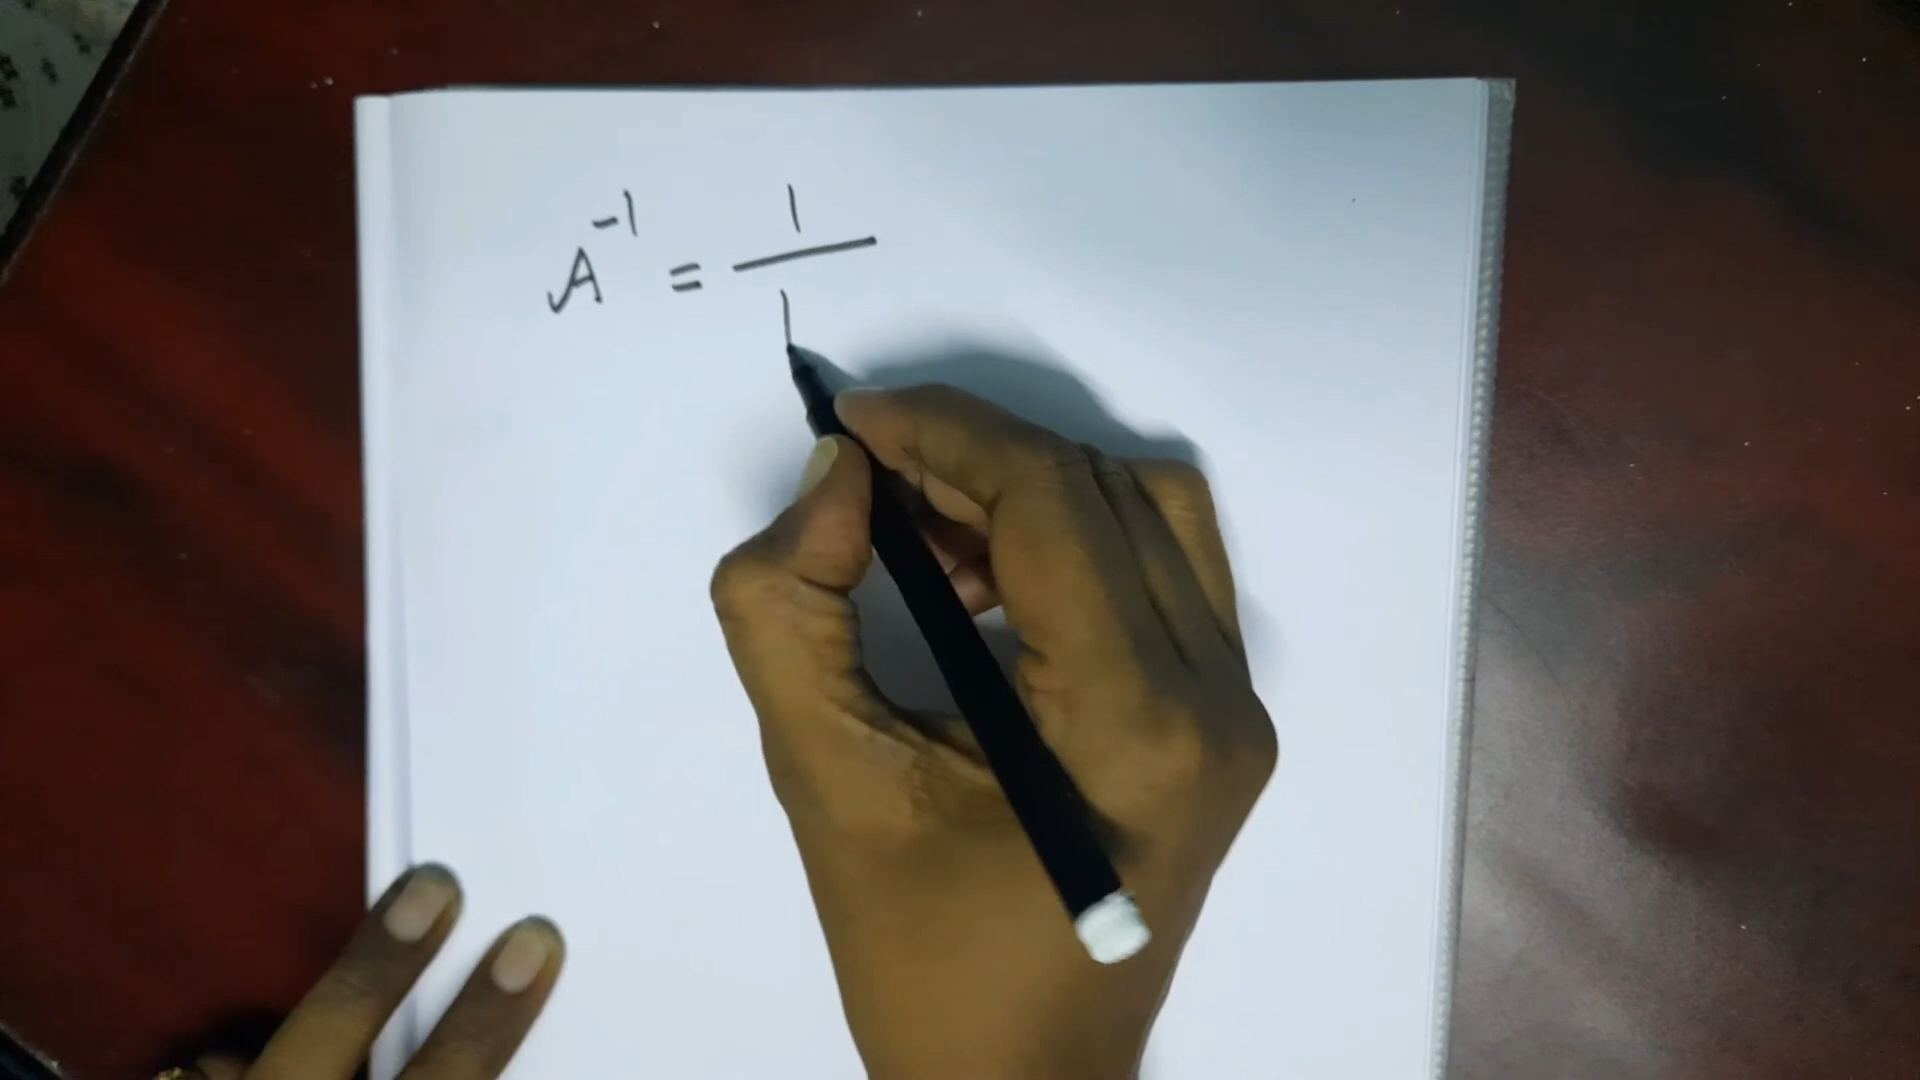 A⁻¹ = 1/|